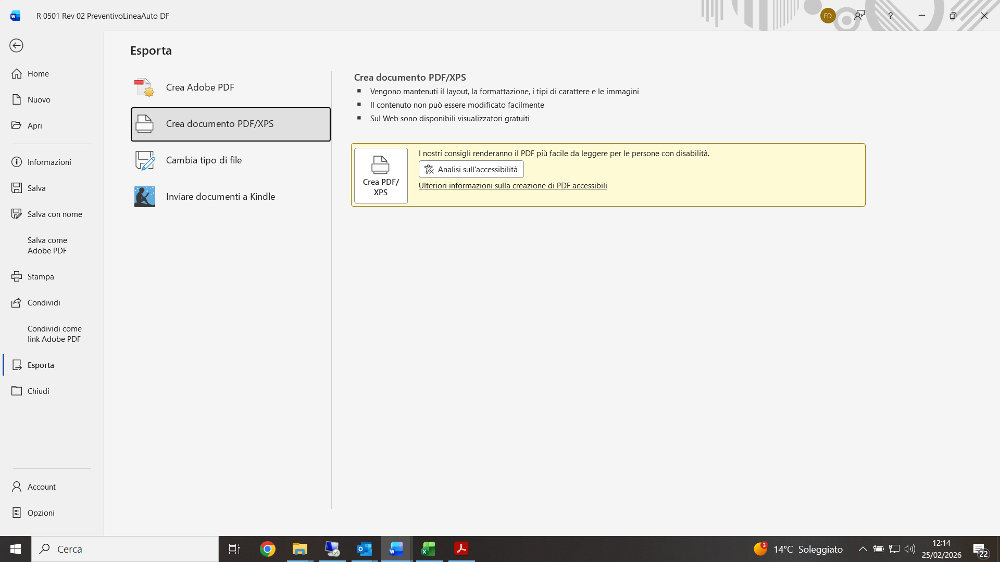 R 0501 Rev 02 PreventivoLineaAuto DF
FD
?
Home
Nuovo
Apri
Informazioni
Salva
Salva con nome
Salva come
Adobe PDF
Stampa
Condividi
Condividi come
link Adobe PDF
Esporta
Chiudi
Account
Opzioni
Esporta
Crea Adobe PDF
Crea documento PDF/XPS
Cambia tipo di file
Inviare documenti a Kindle
Crea documento PDF/XPS
Vengono mantenuti il layout, la formattazione, i tipi di carattere e le immagini
Il contenuto non può essere modificato facilmente
Sul Web sono disponibili visualizzatori gratuiti
Crea PDF/
XPS
I nostri consigli renderanno il PDF più facile da leggere per le persone con disabilità.
Analisi sull'accessibilità
Ulteriori informazioni sulla creazione di PDF accessibili
Cerca
3
14°C Soleggiato
12:14
25/02/2026
22